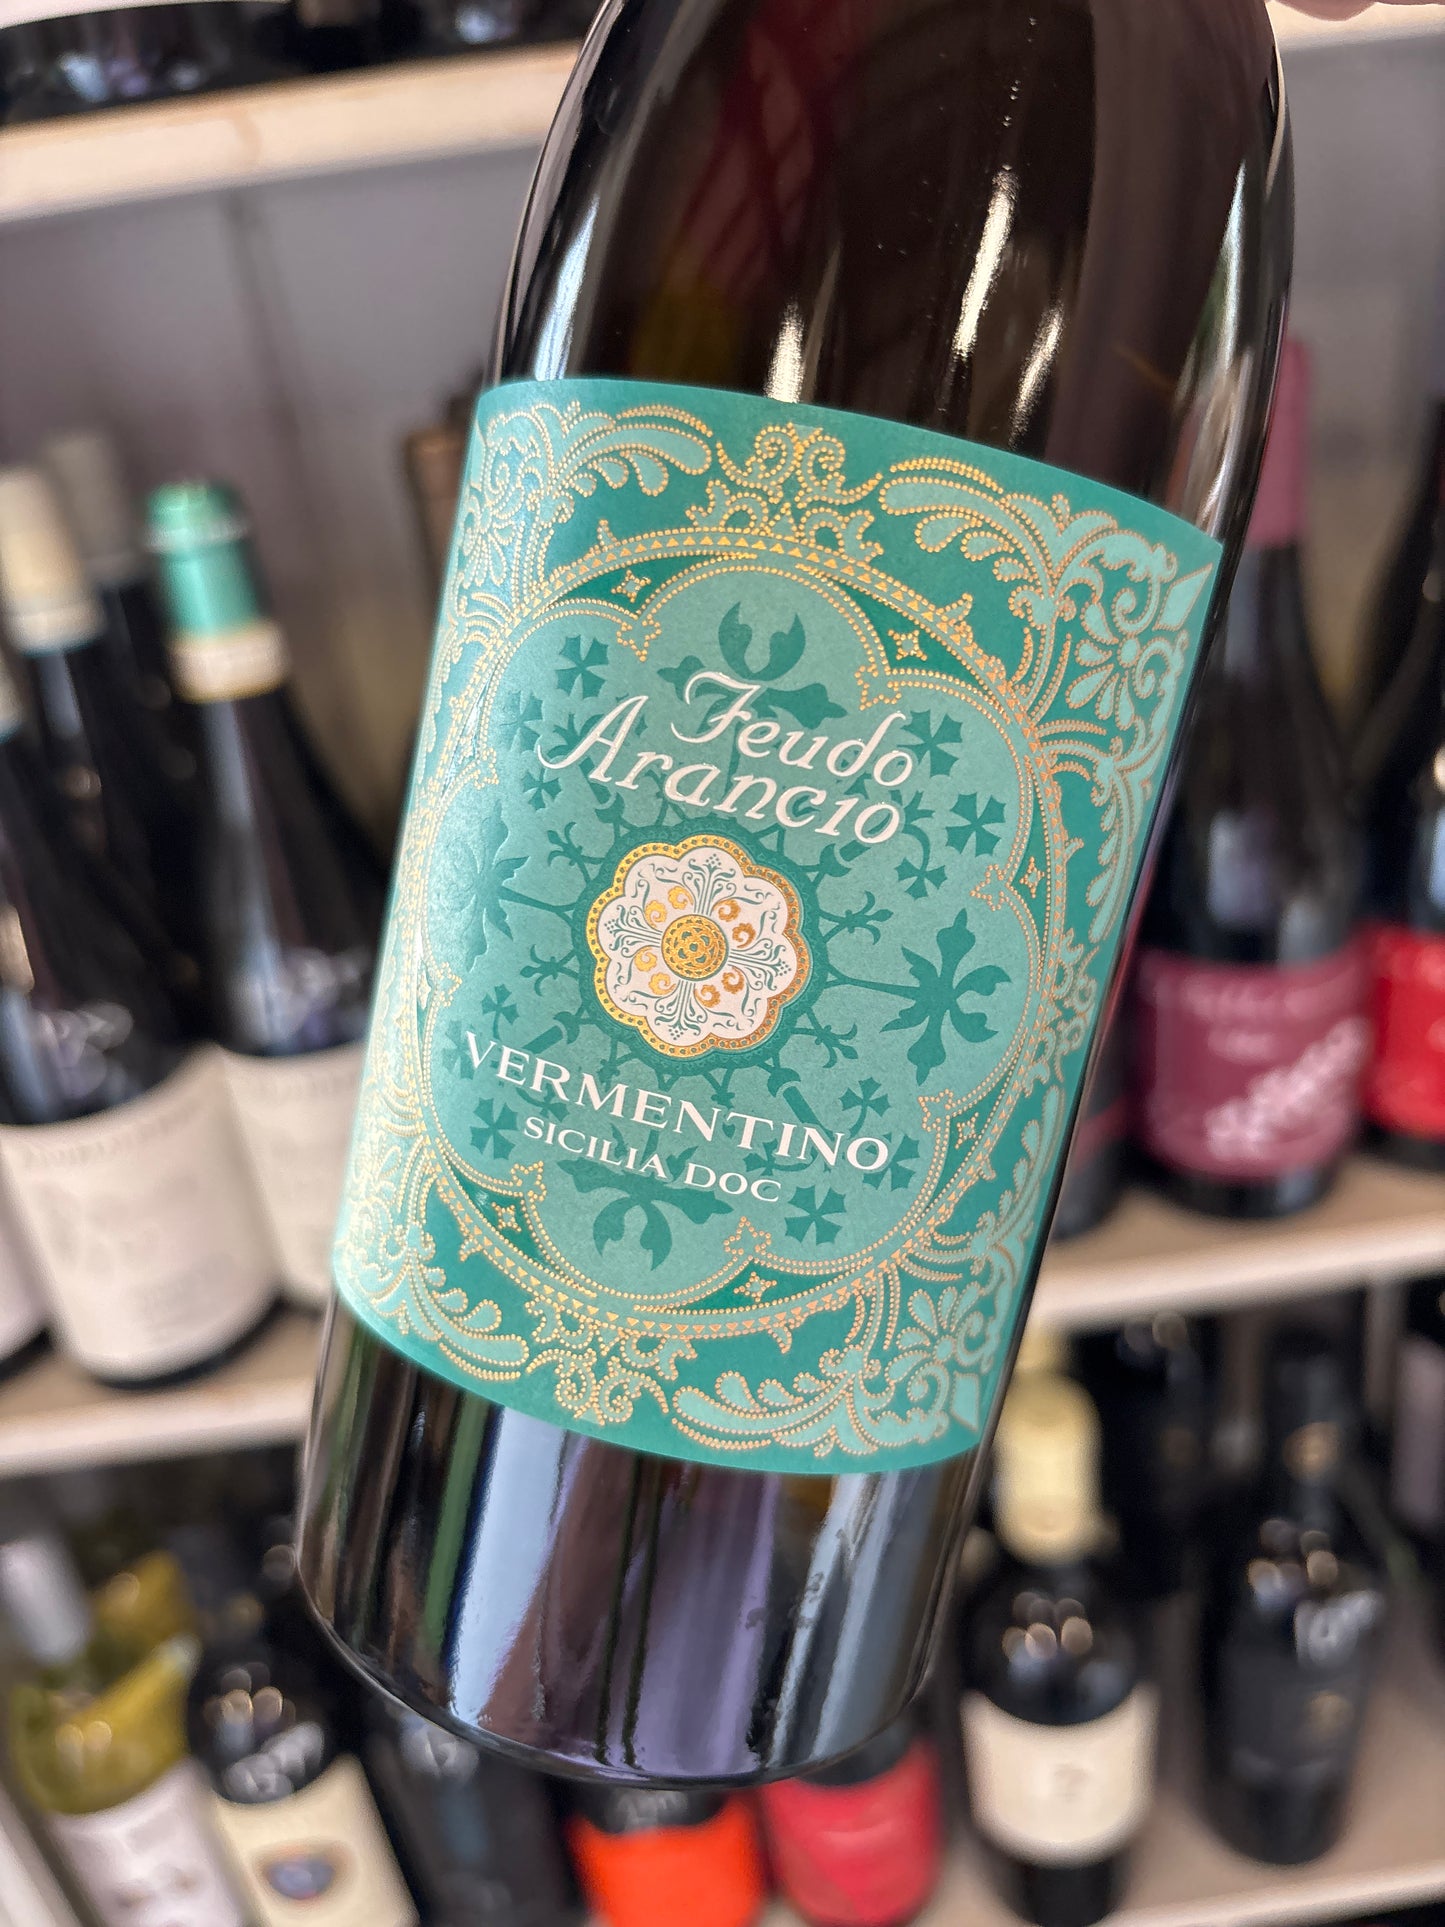 Feudo
Arancio
VERMENTINO
SICILIA DOC